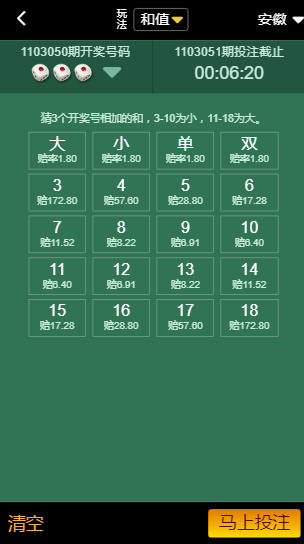 玩法 和值 安徽
1103050期开奖号码 1103051期投注截止
00:06:20
猜3个开奖号相加的和，3-10为小，11-18为大。
大 小 单 双
赔率1.80 赔率1.80 赔率1.80 赔率1.80
3 4 5 6
赔172.80 赔57.60 赔28.80 赔17.28
7 8 9 10
赔11.52 赔8.22 赔6.91 赔6.40
11 12 13 14
赔6.40 赔6.91 赔8.22 赔11.52
15 16 17 18
赔17.28 赔28.80 赔57.60 赔172.80
清空 马上投注